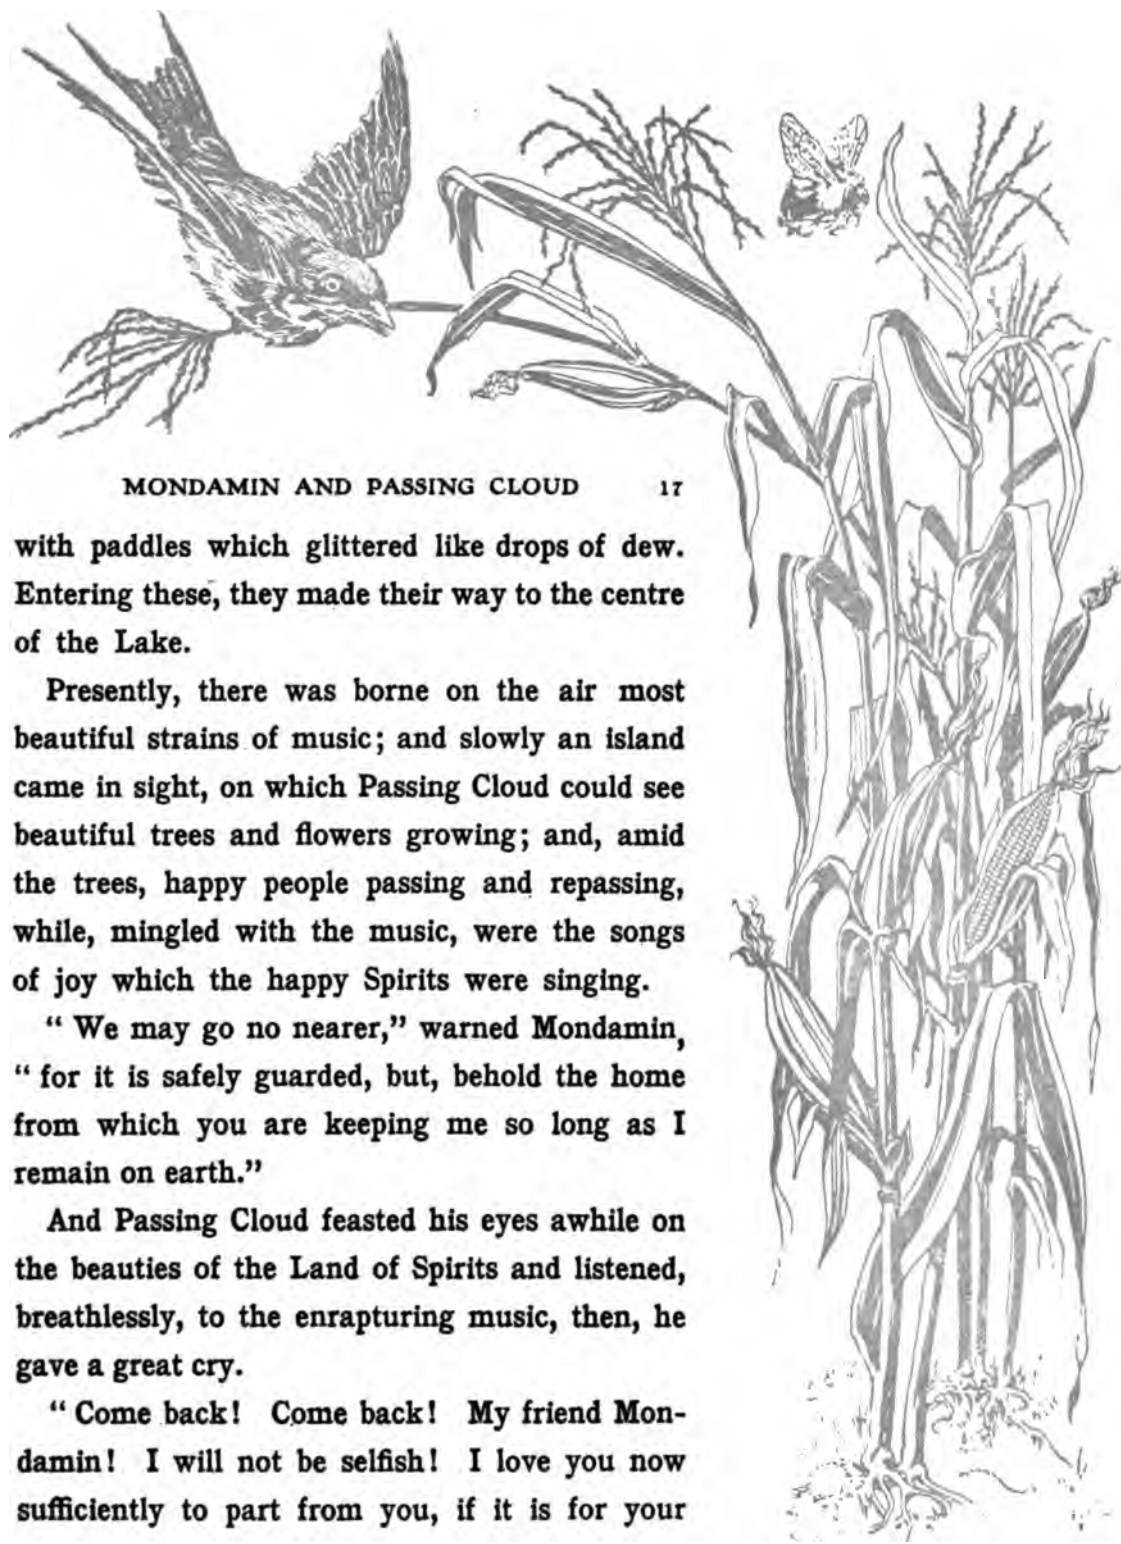 MONDAMIN AND PASSING CLOUD 17
with paddles which glittered like drops of dew.
Entering these, they made their way to the centre
of the Lake.
Presently, there was borne on the air most
beautiful strains of music; and slowly an island
came in sight, on which Passing Cloud could see
beautiful trees and flowers growing; and, amid
the trees, happy people passing and repassing,
while, mingled with the music, were the songs
of joy which the happy Spirits were singing.
“ We may go no nearer,” warned Mondamin,
“ for it is safely guarded, but, behold the home
from which you are keeping me so long as I
remain on earth.”
And Passing Cloud feasted his eyes awhile on
the beauties of the Land of Spirits and listened,
breathlessly, to the enrapturing music, then, he
gave a great cry.
“ Come back! Come back! My friend Mon-
damin! I will not be selfish! I love you now
sufficiently to part from you, if it is for your